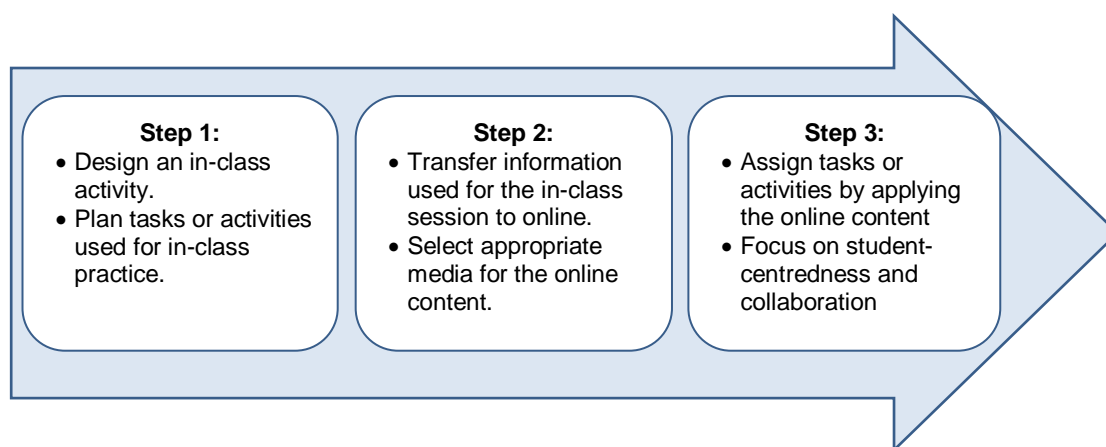 Step 1:
• Design an in-class
activity.
• Plan tasks or activities
used for in-class
practice.
Step 2:
• Transfer information
used for the in-class
session to online.
• Select appropriate
media for the online
content.
Step 3:
• Assign tasks or
activities by applying
the online content
• Focus on student-
centredness and
collaboration